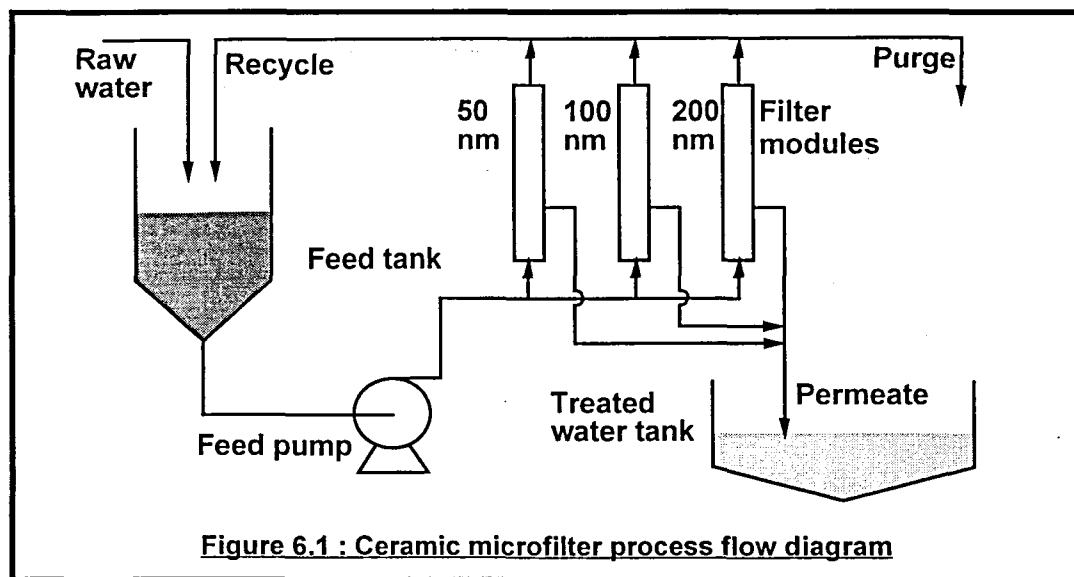 Raw
water
Recycle
Purge
50
nm
100
nm
200
nm
Filter
modules
Feed tank
Feed pump
Treated
water tank
Permeate
Figure 6.1 : Ceramic microfilter process flow diagram